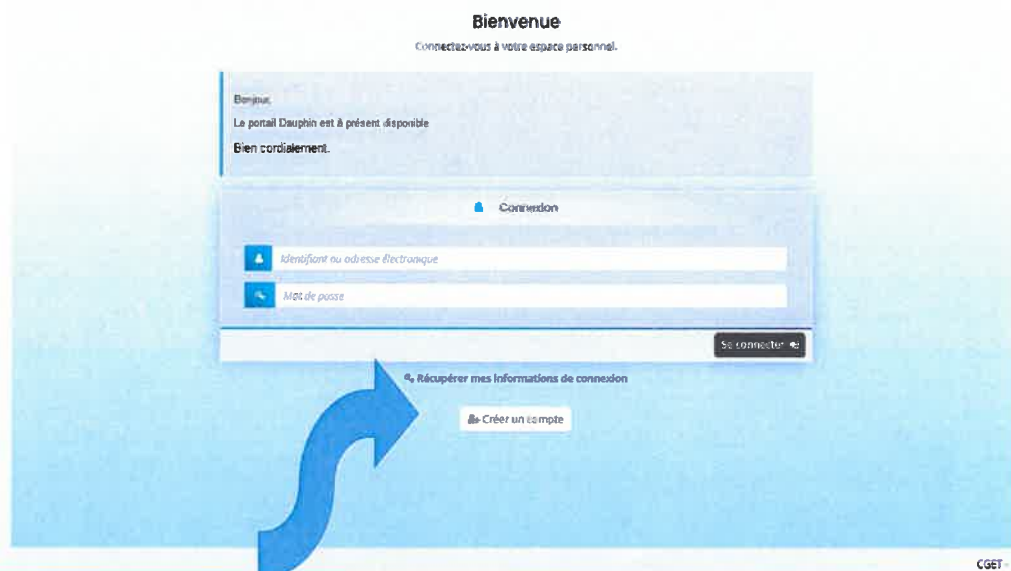 Bienvenue
Connectez-vous à votre espace personnel.
Bonjour,
Le portail Dauphin est à présent disponible
Bien cordialement.
Connexion
Identifiant ou adresse électronique
Mot de passe
Se connecter
Récupérer mes informations de connexion
Créer un compte
CGET -